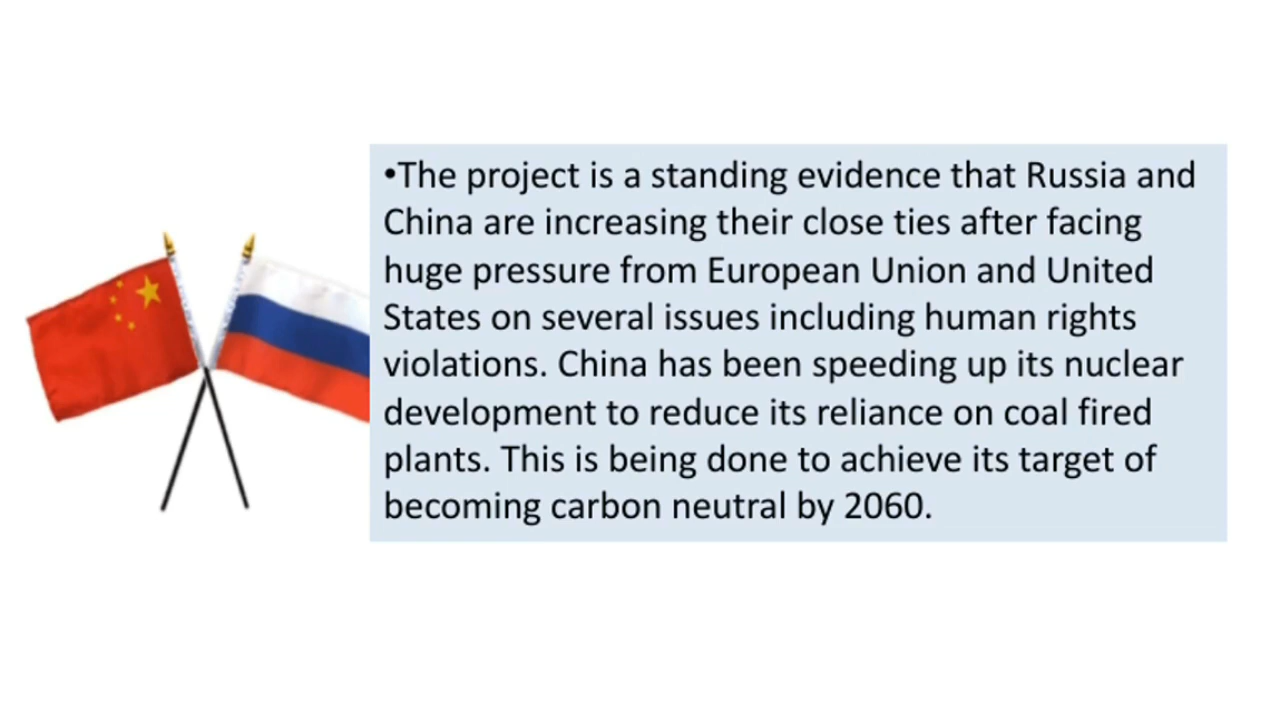 •The project is a standing evidence that Russia and
China are increasing their close ties after facing
huge pressure from European Union and United
States on several issues including human rights
violations. China has been speeding up its nuclear
development to reduce its reliance on coal fired
plants. This is being done to achieve its target of
becoming carbon neutral by 2060.